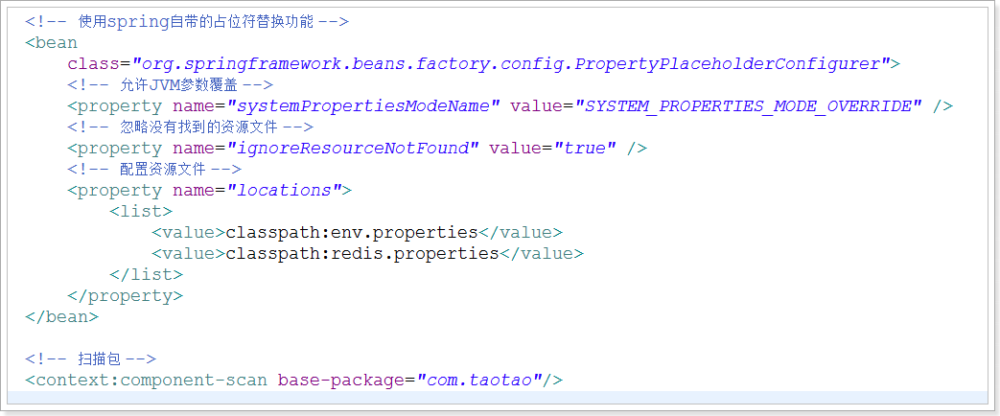 <!-- 使用spring自带的占位符替换功能 -->
<bean
    class="org.springframework.beans.factory.config.PropertyPlaceholderConfigurer">
    <!-- 允许JVM参数覆盖 -->
    <property name="systemPropertiesModeName" value="SYSTEM_PROPERTIES_MODE_OVERRIDE" />
    <!-- 忽略没有找到的资源文件 -->
    <property name="ignoreResourceNotFound" value="true" />
    <!-- 配置资源文件 -->
    <property name="locations">
        <list>
            <value>classpath:env.properties</value>
            <value>classpath:redis.properties</value>
        </list>
    </property>
</bean>

<!-- 扫描包 -->
<context:component-scan base-package="com.taotao"/>